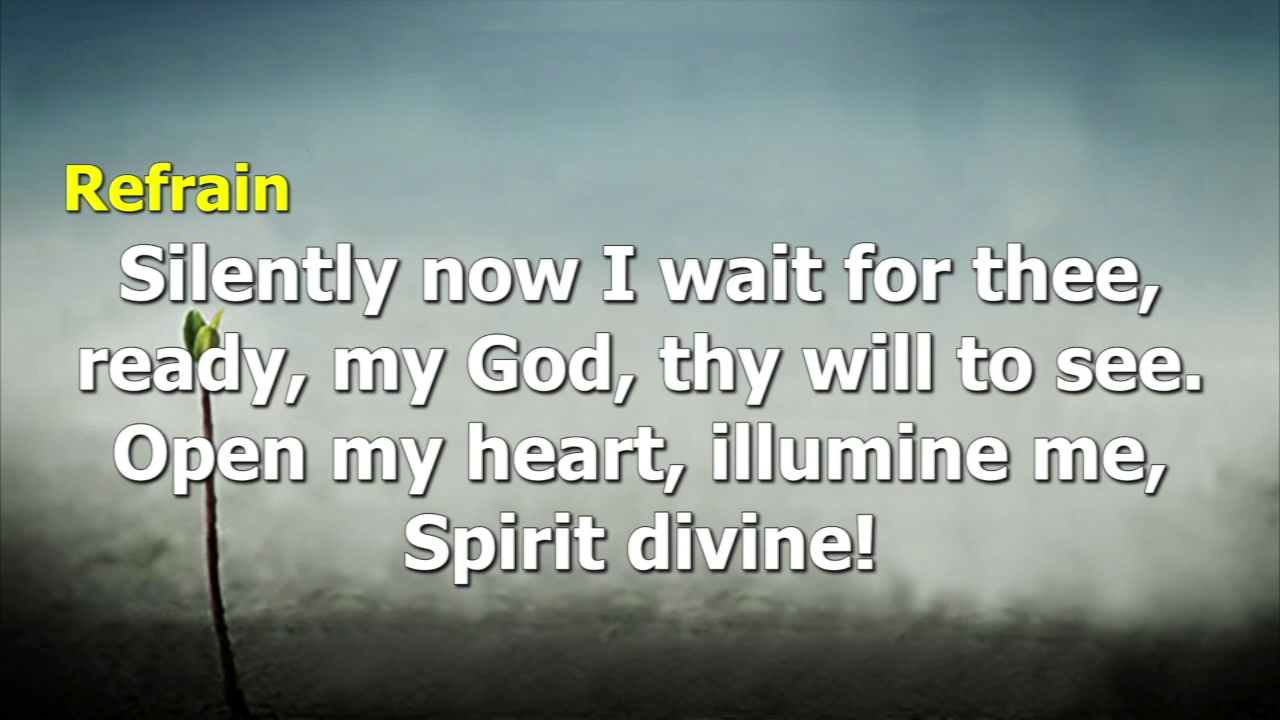 Refrain
Silently now I wait for thee,
ready, my God, thy will to see.
Open my heart, illumine me,
Spirit divine!